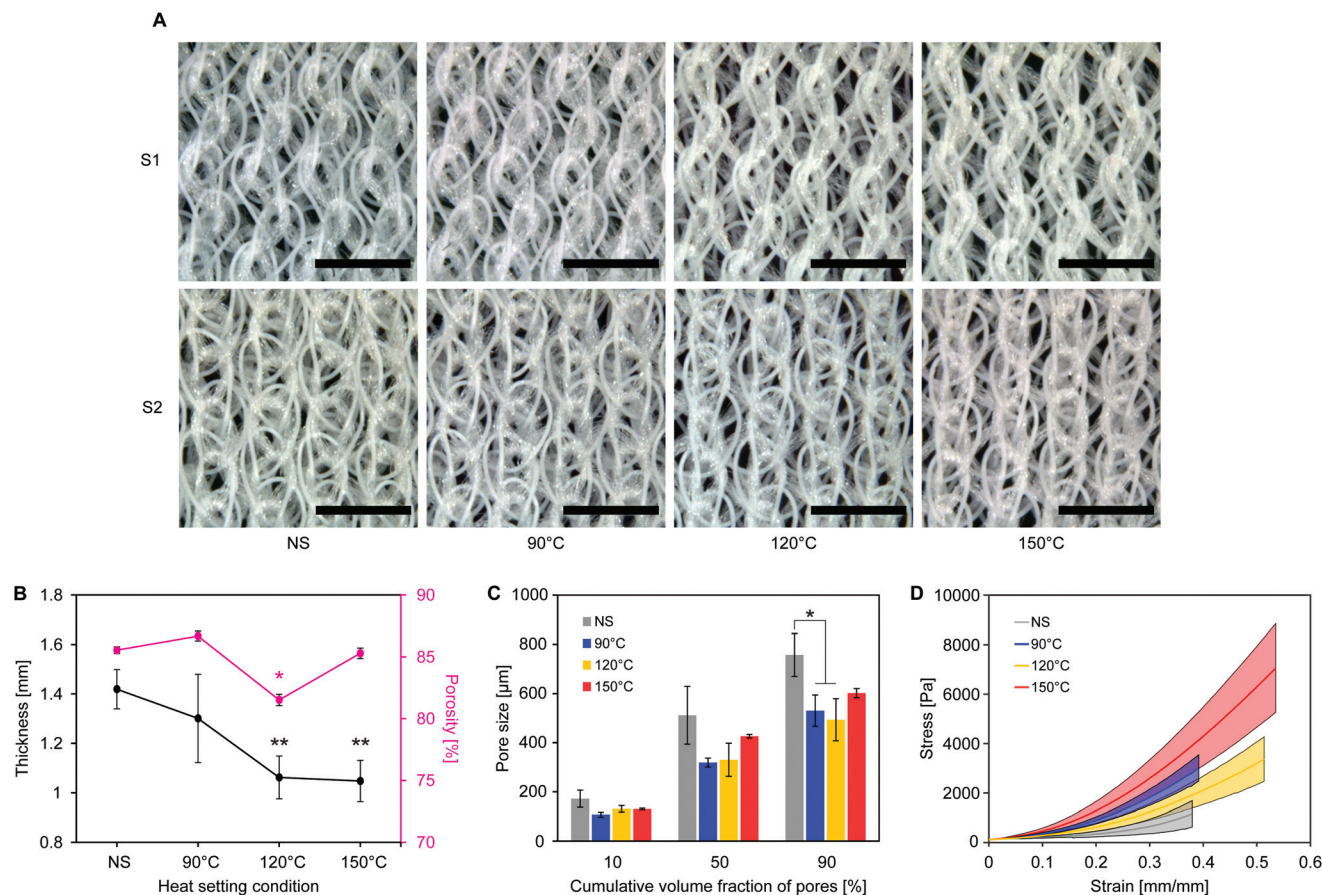 A
S1
S2
NS
90°C
120°C
150°C
B
1.8
1.6
1.4
1.2
1
0.8
Thickness [mm]
90
85
80
75
70
Porosity [%]
*
**
**
NS
90°C
120°C
150°C
Heat setting condition
C
1000
800
600
400
200
0
Pore size [µm]
NS
90°C
120°C
150°C
*
10
50
90
Cumulative volume fraction of pores [%]
D
10000
8000
6000
4000
2000
0
Stress [Pa]
NS
90°C
120°C
150°C
0
0.1
0.2
0.3
0.4
0.5
0.6
Strain [mm/mm]